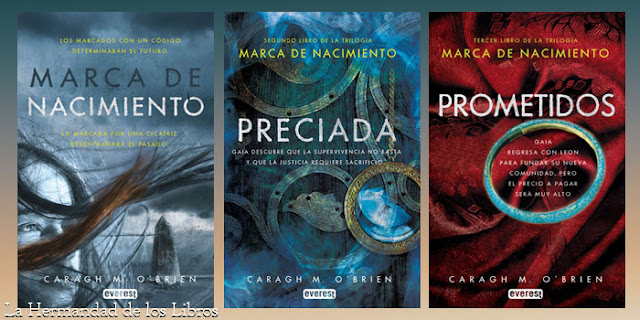 LOS MARCADOS CON UN CÓDIGO
DETERMINARÁN EL FUTURO
MARCA DE
NACIMIENTO
LA MARCADA POR UNA CICATRIZ
DESENTRAÑARÁ EL PASADO
CARAGH M. O'BRIEN
everest
SEGUNDO LIBRO DE LA TRILOGÍA
MARCA DE NACIMIENTO
PRECIADA
GAIA DESCUBRE QUE LA SUPERVIVENCIA NO BASTA
Y QUE LA JUSTICIA REQUIERE SACRIFICIO
CARAGH M. O'BRIEN
everest
TERCER LIBRO DE LA TRILOGÍA
MARCA DE NACIMIENTO
PROMETIDOS
GAIA
REGRESA CON LEON
PARA FUNDAR SU NUEVA
COMUNIDAD, PERO
EL PRECIO A PAGAR
SERÁ MUY ALTO
CARAGH M. O'BRIEN
everest
La Hermandad de los Libros